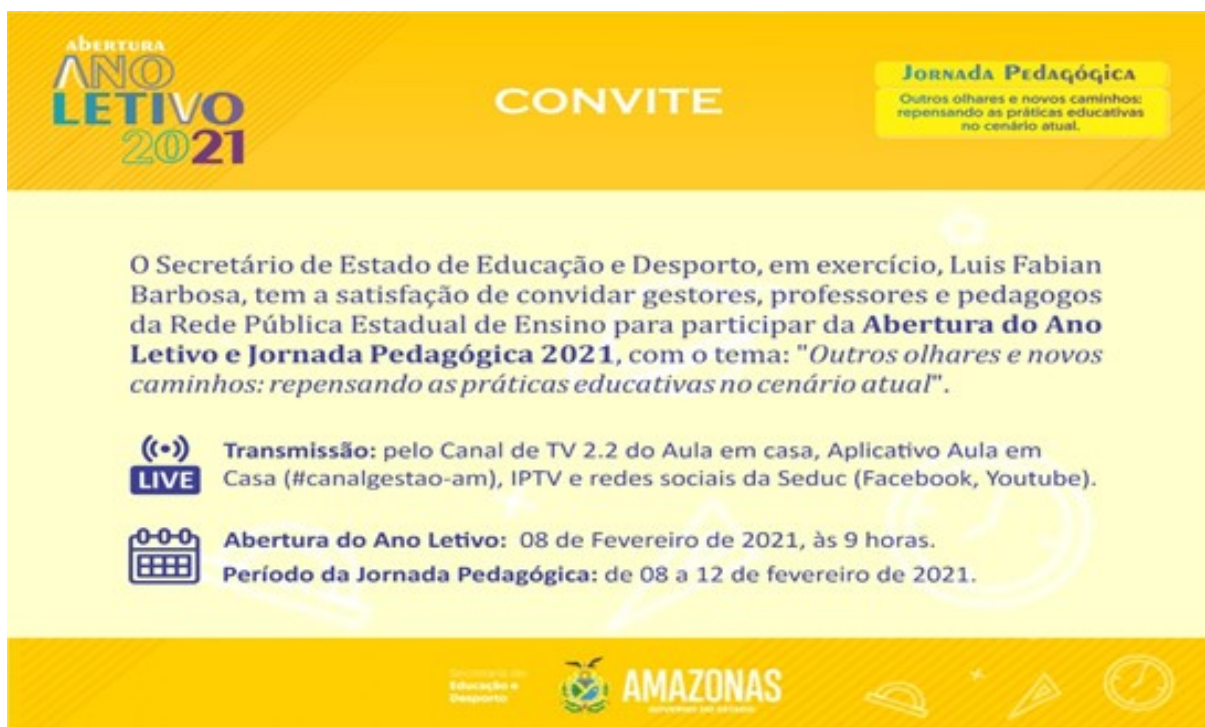 ABERTURA
ANO
LETIVO
2021
CONVITE
JORNADA PEDAGÓGICA
Outros olhares e novos caminhos:
repensando as práticas educativas
no cenário atual.
O Secretário de Estado de Educação e Desporto, em exercício, Luis Fabian
Barbosa, tem a satisfação de convidar gestores, professores e pedagogos
da Rede Pública Estadual de Ensino para participar da Abertura do Ano
Letivo e Jornada Pedagógica 2021, com o tema: "Outros olhares e novos
caminhos: repensando as práticas educativas no cenário atual".
LIVE
Transmissão: pelo Canal de TV 2.2 do Aula em casa, Aplicativo Aula em
Casa (#canalgestao-am), IPTV e redes sociais da Seduc (Facebook, Youtube).
Abertura do Ano Letivo: 08 de Fevereiro de 2021, às 9 horas.
Período da Jornada Pedagógica: de 08 a 12 de fevereiro de 2021.
Secretaria de
Educação e
Desporto
AMAZONAS
GOVERNO DO ESTADO